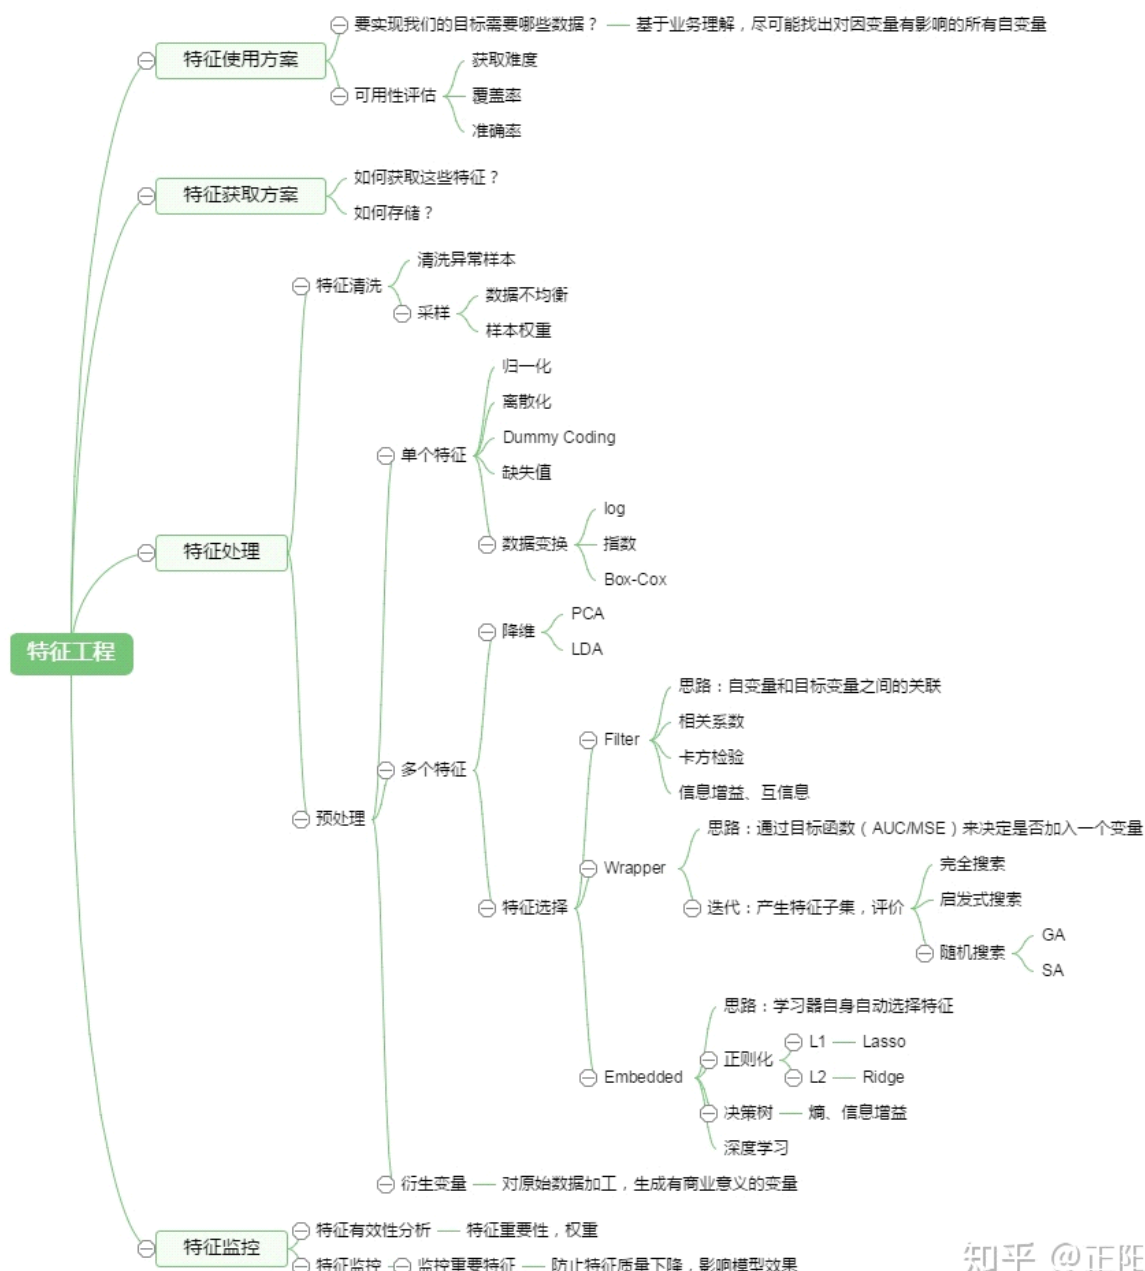 要实现我们的目标需要哪些数据？ 基于业务理解，尽可能找出对因变量有影响的所有自变量
特征使用方案
获取难度
可用性评估
覆盖率
准确率
如何获取这些特征？
特征获取方案
如何存储？
清洗异常样本
特征清洗
数据不均衡
采样
样本权重
归一化
离散化
Dummy Coding
单个特征
缺失值
log
特征处理
数据变换
指数
Box-Cox
PCA
降维
LDA
特征工程
思路：自变量和目标变量之间的关联
相关系数
Filter
卡方检验
多个特征
信息增益、互信息
预处理
思路：通过目标函数（AUC/MSE）来决定是否加入一个变量
完全搜索
Wrapper
启发式搜索
特征选择
迭代：产生特征子集，评价
GA
随机搜索
SA
思路：学习器自身自动选择特征
L1 Lasso
正则化
L2 Ridge
Embedded
决策树 熵、信息增益
深度学习
衍生变量 对原始数据加工，生成有商业意义的变量
特征有效性分析 特征重要性，权重
特征监控
特征监控 监控重要特征 防止特征质量下降，影响模型效果
知乎 @正阳